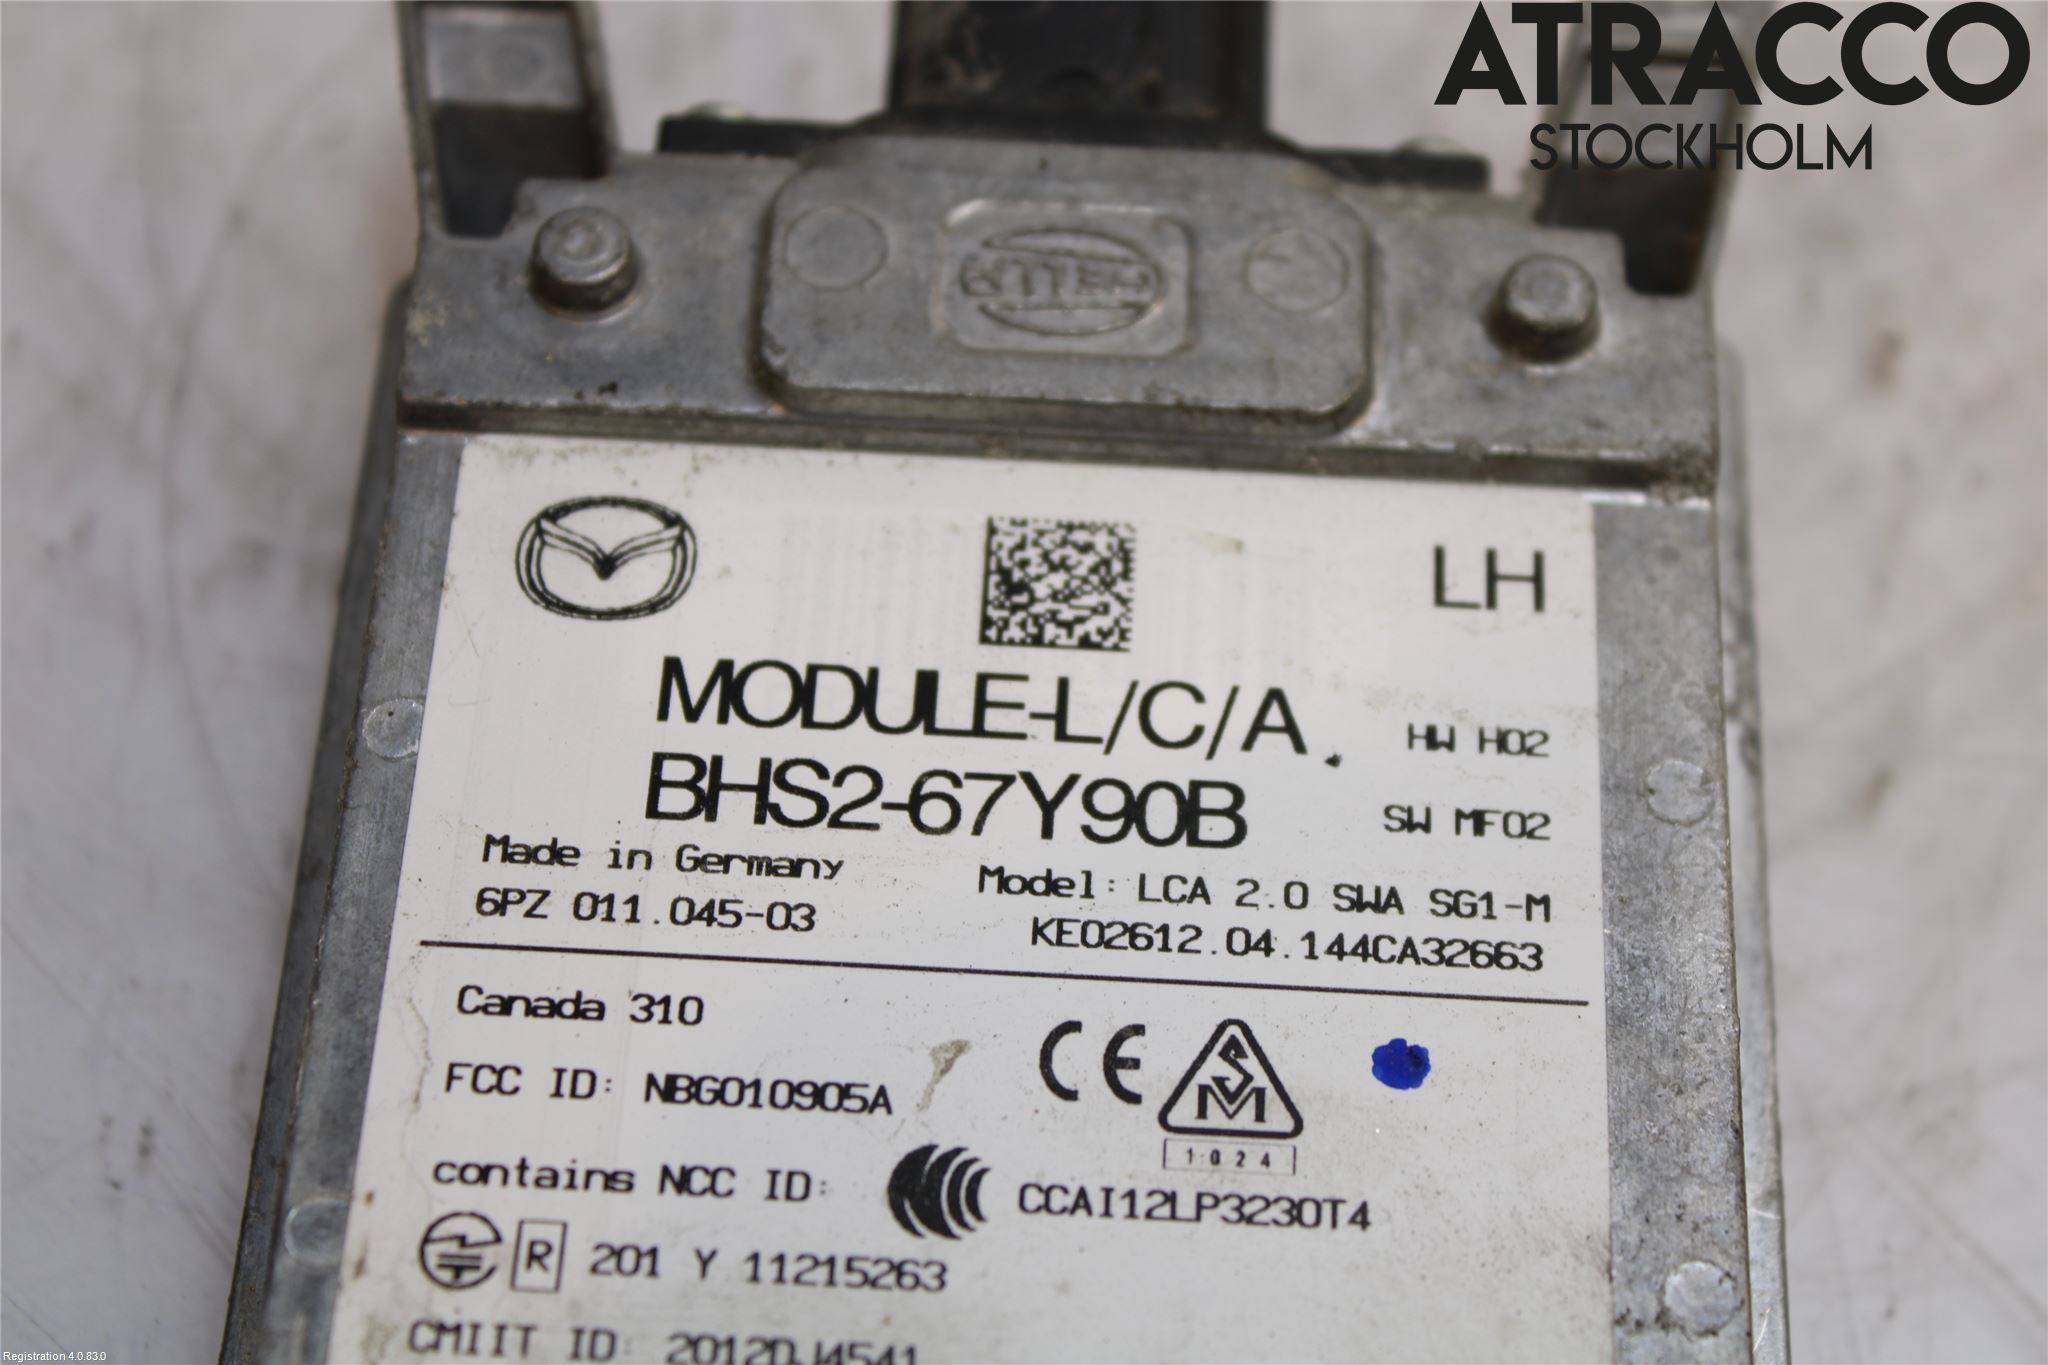 ATRACCO
STOCKHOLM
HELLA
LH
MODULE-L/C/A
HW H02
BHS2-67Y90B
SW MF02
Made in Germany
Model: LCA 2.0 SWA SG1-M
6PZ 011.045-03
KE02612.04.144CA32663
Canada 310
CE
SM
FCC ID: NBG010905A
1024
contains NCC ID: CCAI12LP3230T4
R 201 Y 11215263
CMIIT ID: 2012DJ4541
Registration 4.0.83.0